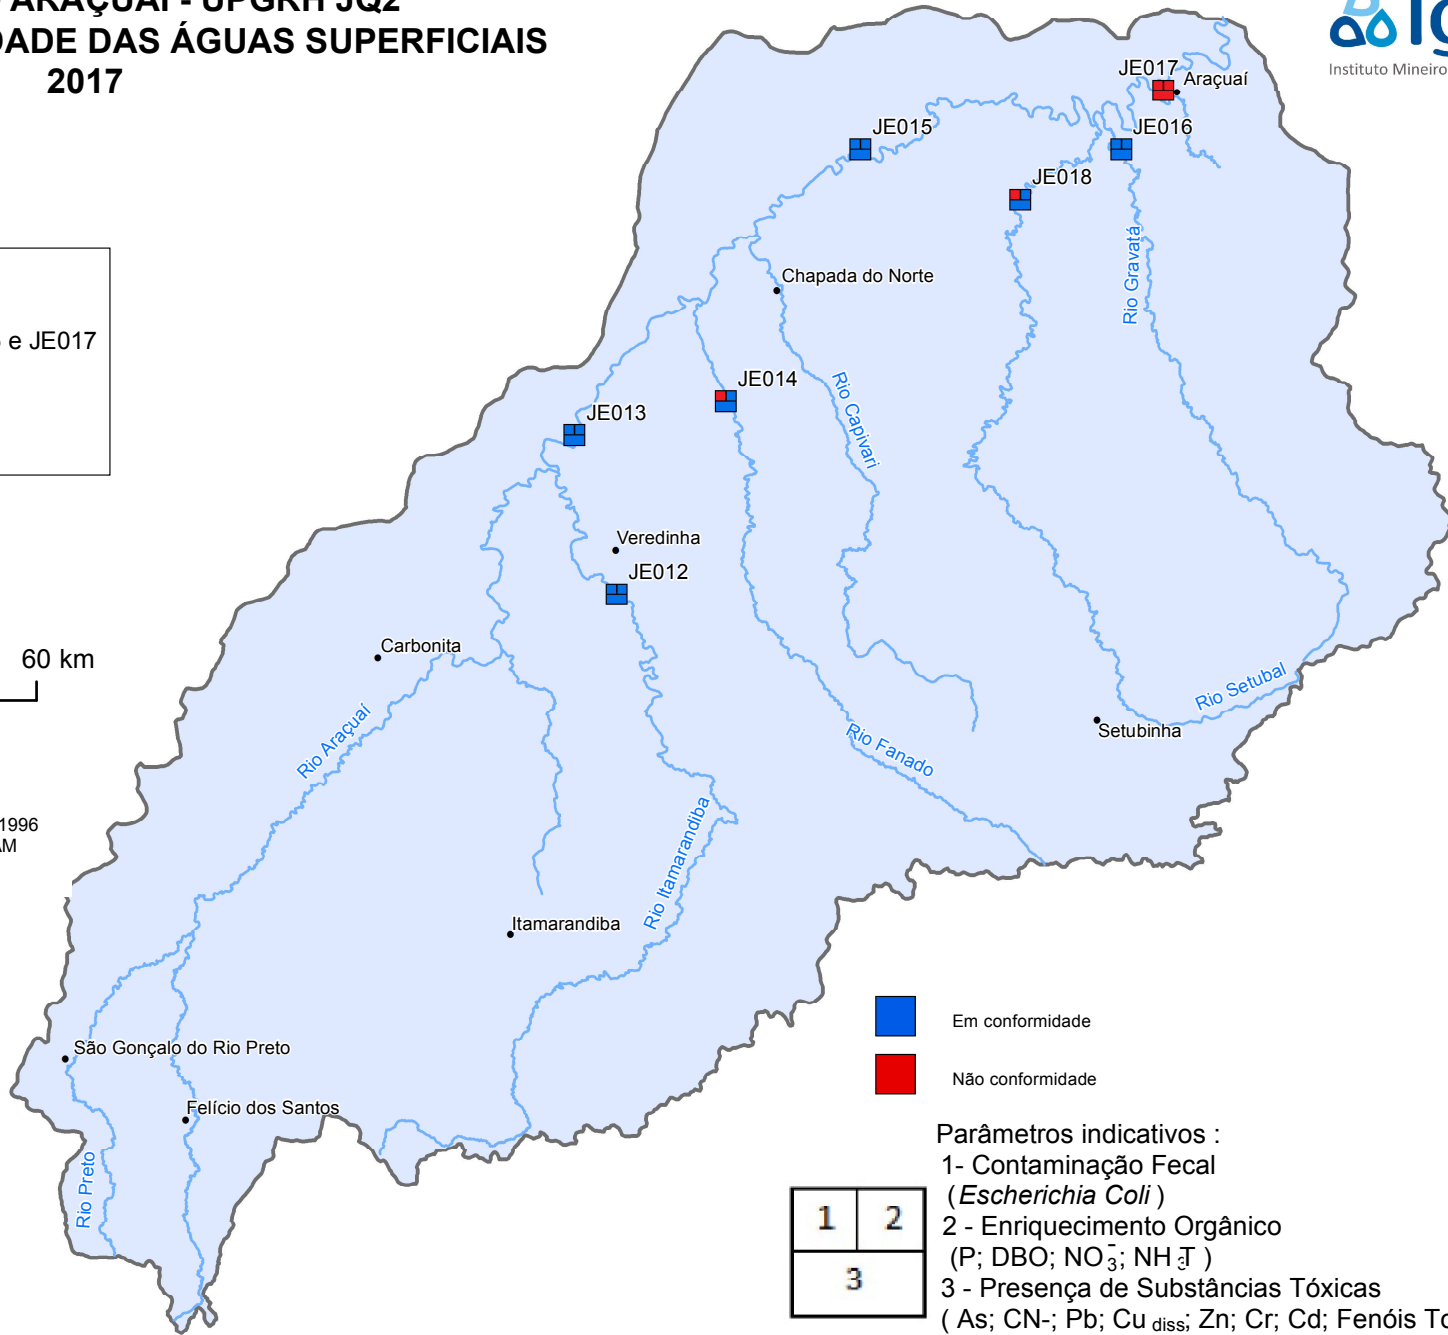 ARAÇUAÍ - UPGRH JQ2
DADE DAS ÁGUAS SUPERFICIAIS
2017
Instituto Mineiro
JE017
Araçuaí
JE015
JE016
JE018
Rio Gravatá
Chapada do Norte
e JE017
JE014
Rio Capivari
JE013
Veredinha
JE012
Carbonita
60 km
Rio Setubal
Rio Araçuaí
Setubinha
Rio Fanado
1996
AM
Rio Itamarandiba
Itamarandiba
Em conformidade
São Gonçalo do Rio Preto
Não conformidade
Felício dos Santos
Rio Preto
Parâmetros indicativos :
1- Contaminação Fecal
(Escherichia Coli )
1 2
2 - Enriquecimento Orgânico
(P; DBO; NO3-; NH3T )
3
3 - Presença de Substâncias Tóxicas
( As; CN-; Pb; Cu diss; Zn; Cr; Cd; Fenóis To